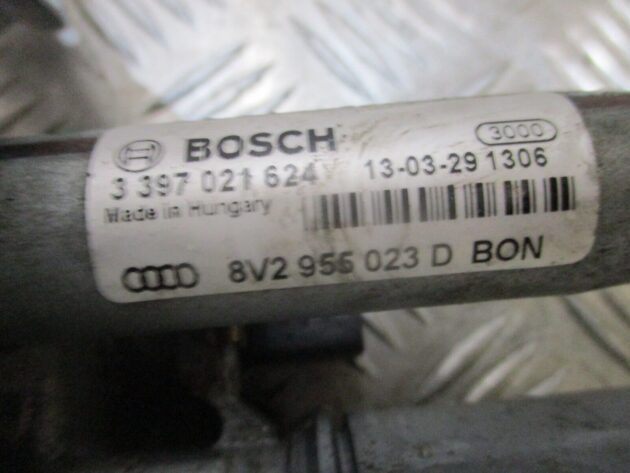 BOSCH 3000
3 397 021 624 13-03-29 1306
Made in Hungary
8V2 955 023 D BON